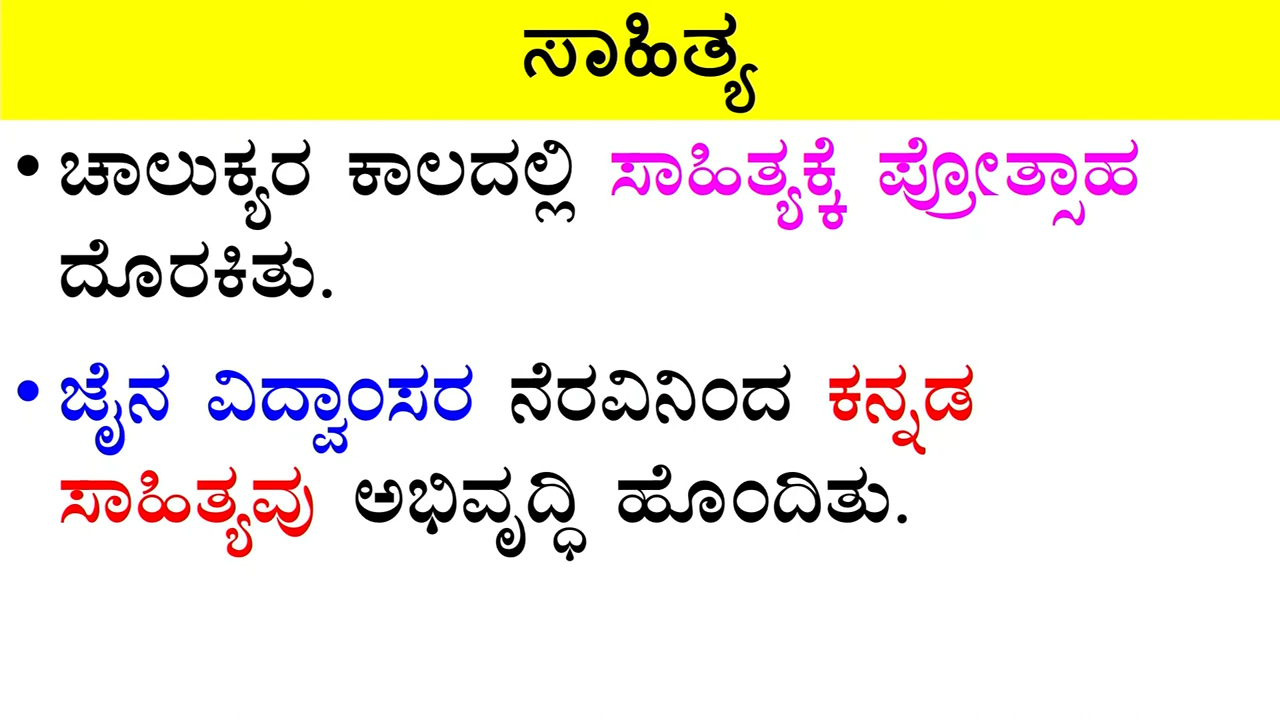 ಸಾಹಿತ್ಯ
• ಚಾಲುಕ್ಯರ ಕಾಲದಲ್ಲಿ ಸಾಹಿತ್ಯಕ್ಕೆ ಪ್ರೋತ್ಸಾಹ
ದೊರಕಿತು.
• ಜೈನ ವಿದ್ವಾಂಸರ ನೆರವಿನಿಂದ ಕನ್ನಡ
ಸಾಹಿತ್ಯವು ಅಭಿವೃದ್ಧಿ ಹೊಂದಿತು.